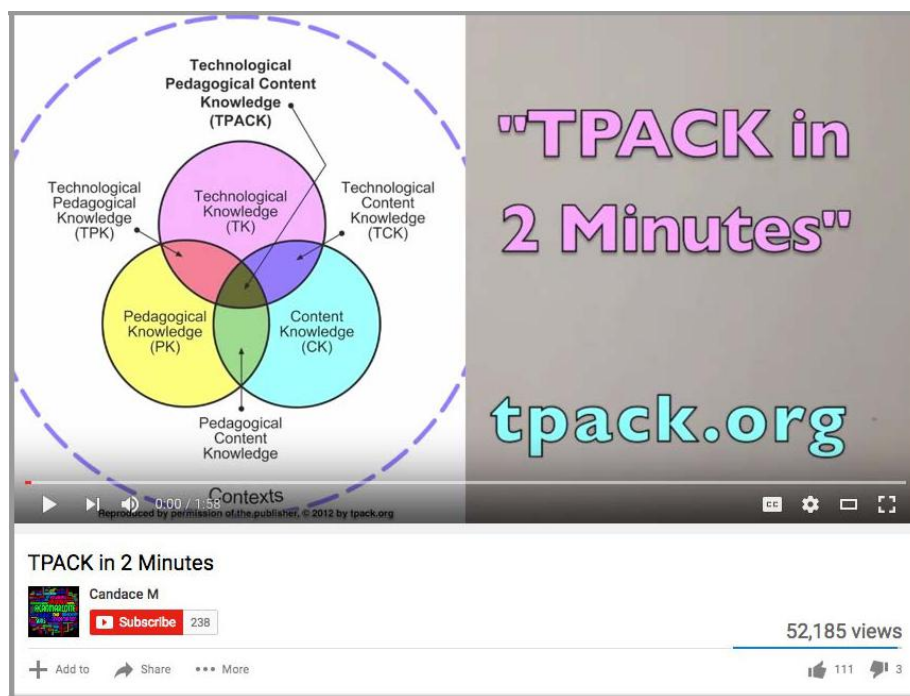 Technological
Pedagogical Content
Knowledge
(TPACK)
Technological
Pedagogical
Knowledge
(TPK)
Technological
Knowledge
(TK)
Technological
Content
Knowledge
(TCK)
Pedagogical
Knowledge
(PK)
Content
Knowledge
(CK)
Pedagogical
Content
Knowledge
Contexts
Reproduced by permission of the publisher, © 2012 by tpack.org
"TPACK in
2 Minutes"
tpack.org
0:00 / 1:58
CC
TPACK in 2 Minutes
Candace M
Subscribe 238
52,185 views
Add to Share More
111 3